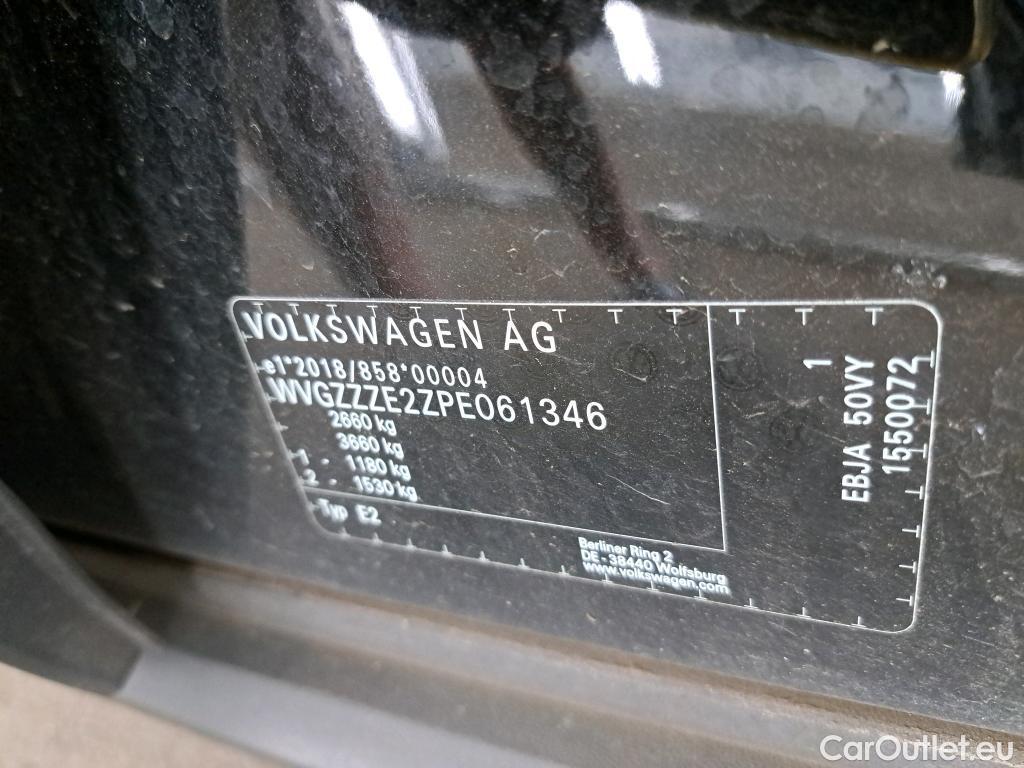 VOLKSWAGEN AG
e1*2018/858*00004
WVGZZZE2ZPE061346
2660 kg
3660 kg
1 - 1180 kg
2 - 1530 kg
Typ E2
Berliner Ring 2
DE - 38440 Wolfsburg
www.volkswagen.com
1
EBJA 50VY
1550072
CarOutlet.eu